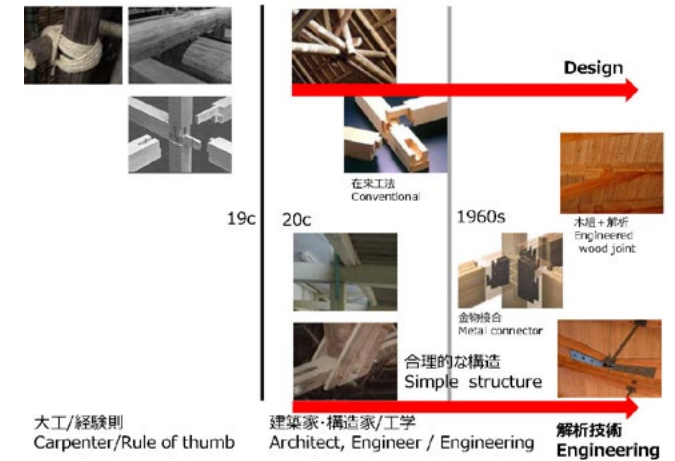 Design
在来工法
Conventional
19c
20c
1960s
木組+解析
Engineered
wood joint
金物接合
Metal connector
合理的な構造
Simple structure
大工/経験則
Carpenter/Rule of thumb
建築家・構造家/工学
Architect, Engineer / Engineering
解析技術
Engineering